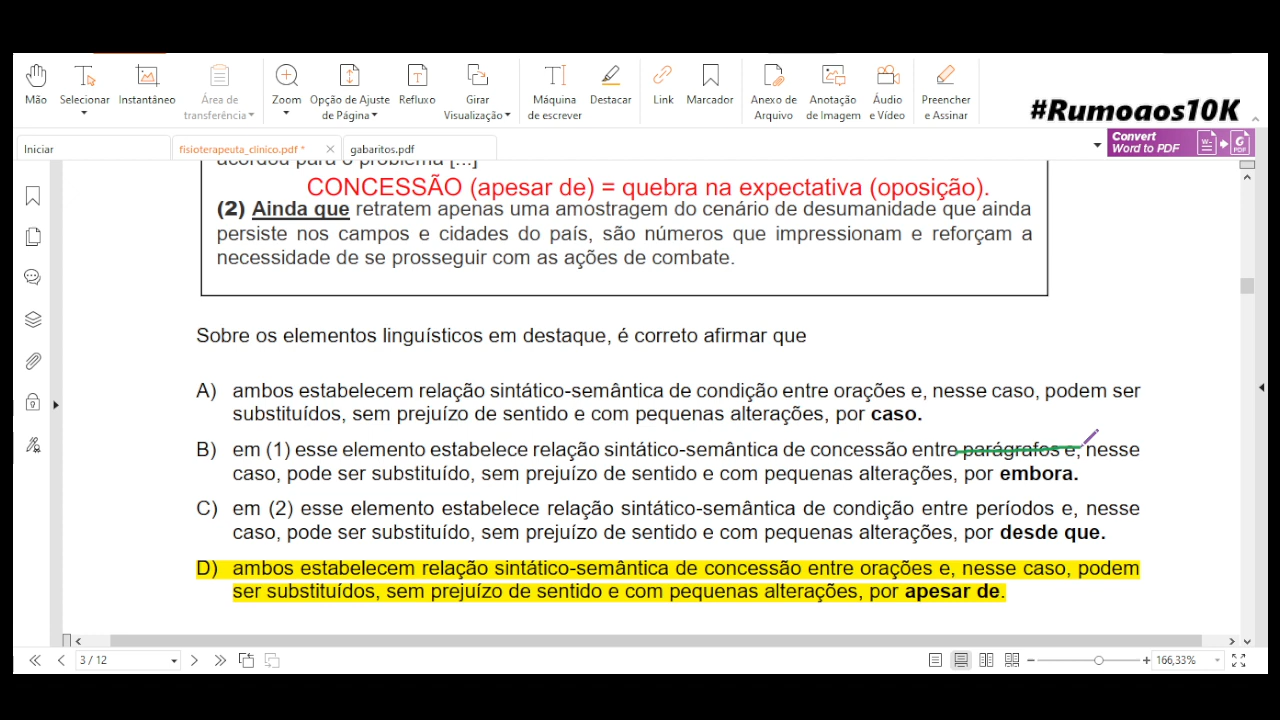 Mão
Selecionar
Instantâneo
Área de
transferência
Zoom
Opção de Ajuste
de Página
Refluxo
Girar
Visualização
Máquina
de escrever
Destacar
Link
Marcador
Anexo de
Arquivo
Anotação
de Imagem
Áudio
e Vídeo
Preencher
e Assinar
#Rumoaos10K
Iniciar
fisioterapeuta_clínico.pdf *
gabaritos.pdf
Convert
Word to PDF
acordou para o problema [...]
CONCESSÃO (apesar de) = quebra na expectativa (oposição).
(2) Ainda que retratem apenas uma amostragem do cenário de desumanidade que ainda
persiste nos campos e cidades do país, são números que impressionam e reforçam a
necessidade de se prosseguir com as ações de combate.
Sobre os elementos linguísticos em destaque, é correto afirmar que
A) ambos estabelecem relação sintático-semântica de condição entre orações e, nesse caso, podem ser
substituídos, sem prejuízo de sentido e com pequenas alterações, por caso.
B) em (1) esse elemento estabelece relação sintático-semântica de concessão entre parágrafos e, nesse
caso, pode ser substituído, sem prejuízo de sentido e com pequenas alterações, por embora.
C) em (2) esse elemento estabelece relação sintático-semântica de condição entre períodos e, nesse
caso, pode ser substituído, sem prejuízo de sentido e com pequenas alterações, por desde que.
D) ambos estabelecem relação sintático-semântica de concessão entre orações e, nesse caso, podem
ser substituídos, sem prejuízo de sentido e com pequenas alterações, por apesar de.
3 / 12
166,33%